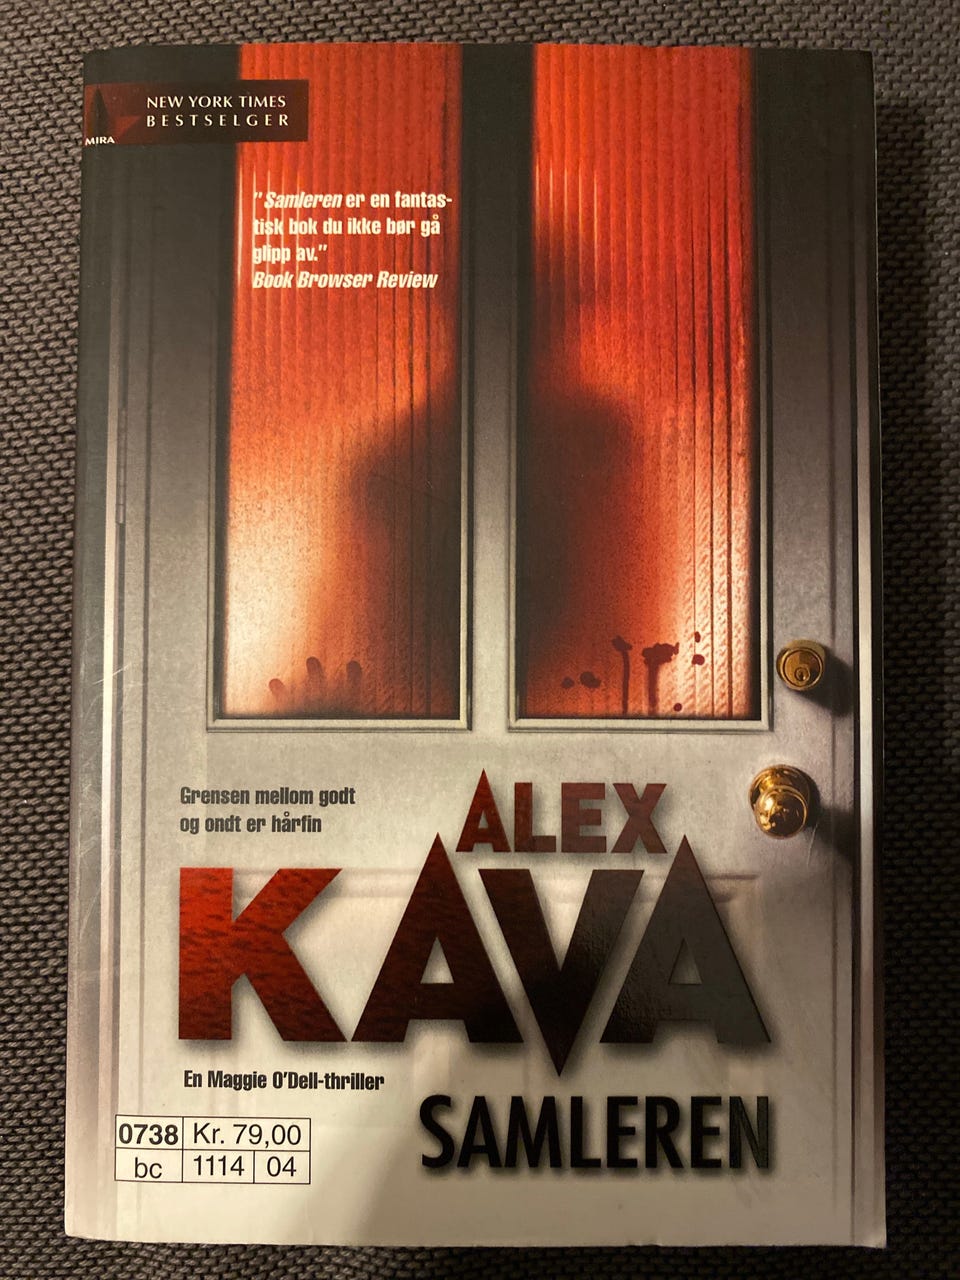 NEW YORK TIMES
BESTSELGER
MIRA
"Samleren er en fantas-
tisk bok du ikke bør gå
glipp av."
Book Browser Review
Grensen mellom godt
og ondt er hårfin
ALEX
KAVA
En Maggie O'Dell-thriller
SAMLEREN
0738 Kr. 79,00
bc 1114 04